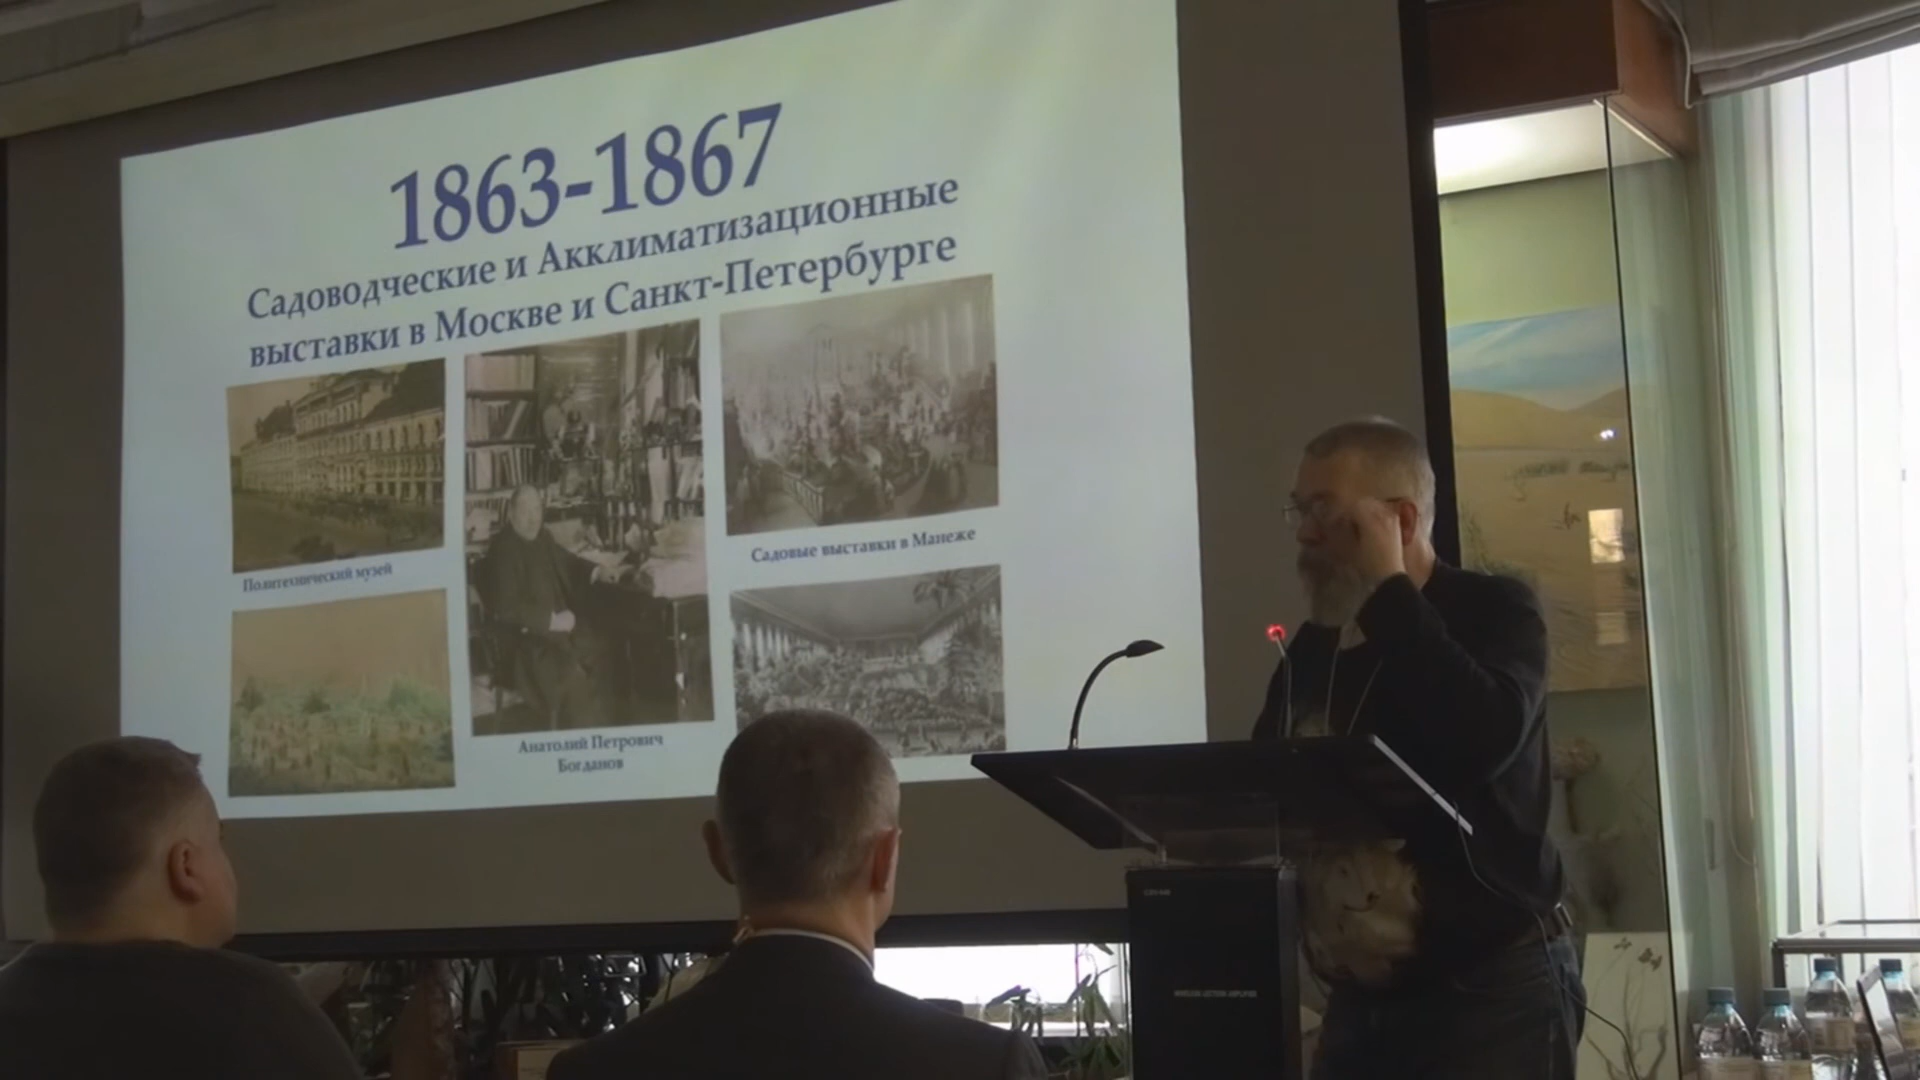 1863-1867
Садоводческие и Акклиматизационные
выставки в Москве и Санкт-Петербурге
Политехнический музей
Садовые выставки в Манеже
Анатолий Петрович
Богданов